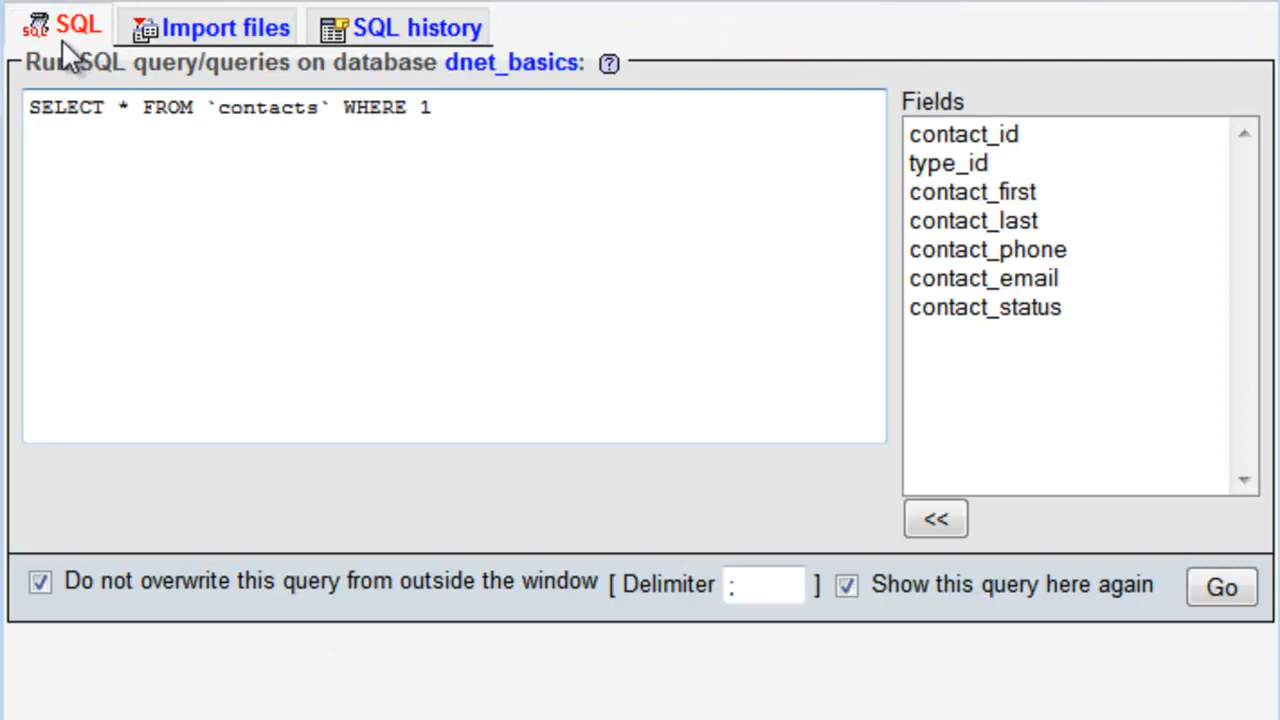 SQL Import files SQL history
Run SQL query/queries on database dnet_basics:
SELECT * FROM `contacts` WHERE 1
Fields
contact_id
type_id
contact_first
contact_last
contact_phone
contact_email
contact_status
<<
Do not overwrite this query from outside the window [ Delimiter ; ] Show this query here again Go